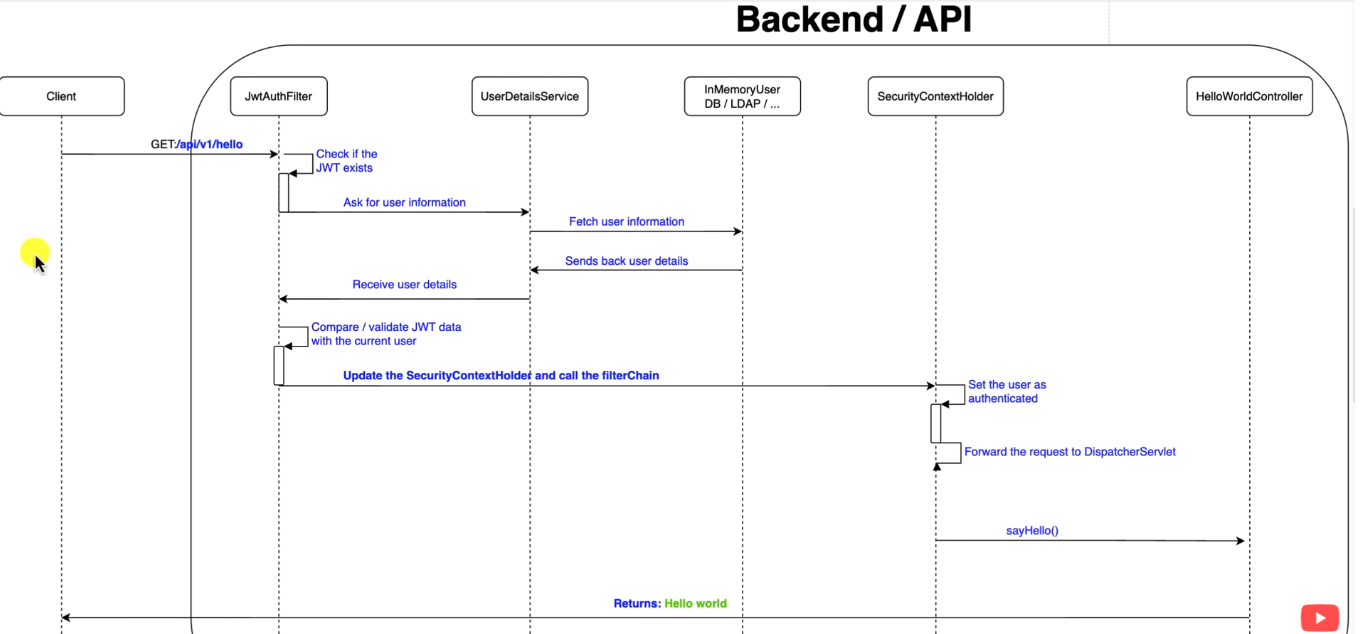 Backend / API
Client
JwtAuthFilter
UserDetailsService
InMemoryUser
DB / LDAP / ...
SecurityContextHolder
HelloWorldController
GET:/api/v1/hello
Check if the
JWT exists
Ask for user information
Fetch user information
Sends back user details
Receive user details
Compare / validate JWT data
with the current user
Update the SecurityContextHolder and call the filterChain
Set the user as
authenticated
Forward the request to DispatcherServlet
sayHello()
Returns: Hello world